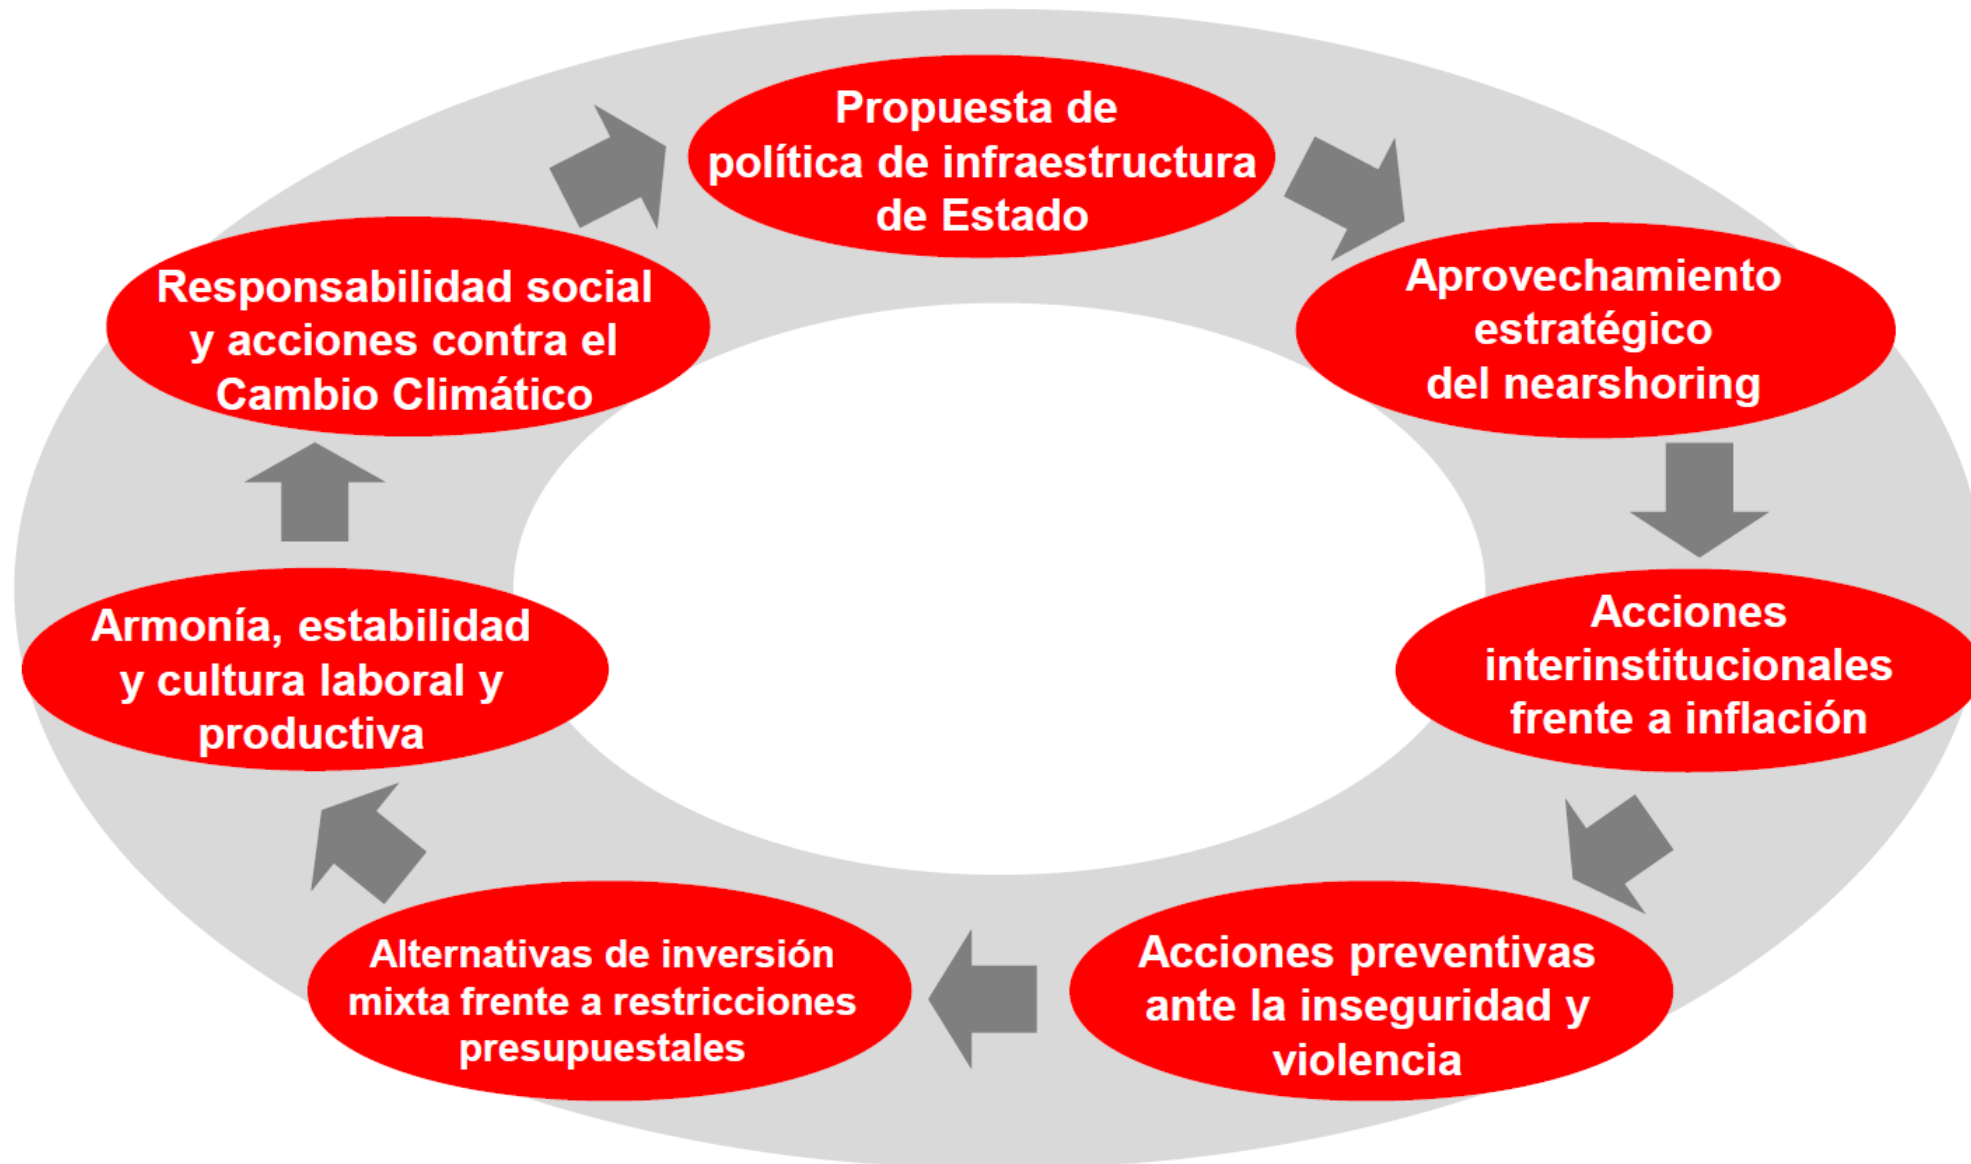 Propuesta de
política de infraestructura
de Estado
Aprovechamiento
estratégico
del nearshoring
Acciones
interinstitucionales
frente a inflación
Acciones preventivas
ante la inseguridad y
violencia
Alternativas de inversión
mixta frente a restricciones
presupuestales
Armonía, estabilidad
y cultura laboral y
productiva
Responsabilidad social
y acciones contra el
Cambio Climático